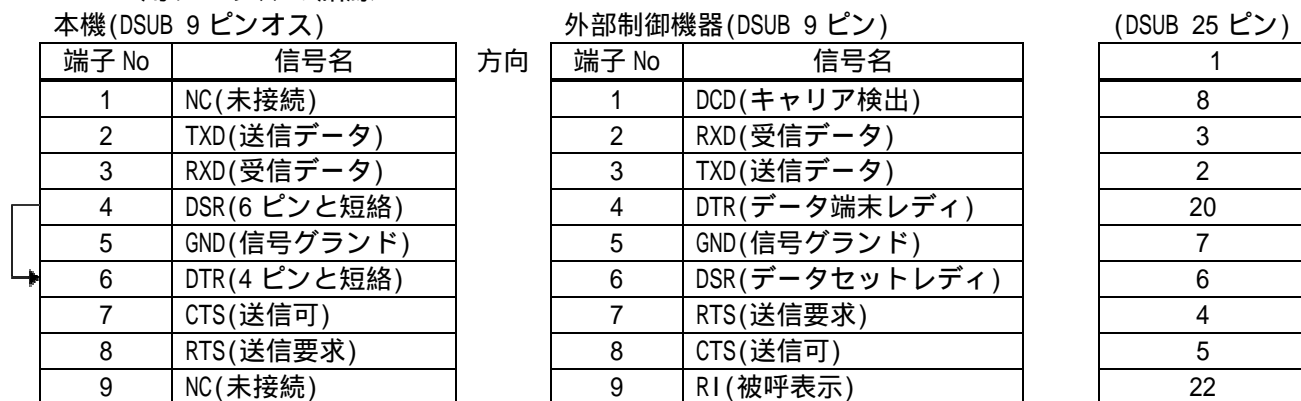 本機(DSUB 9 ピンオス) 外部制御機器(DSUB 9 ピン) (DSUB 25 ピン)
端子 No 信号名 方向 端子 No 信号名 1
1 NC(未接続) 1 DCD(キャリア検出) 8
2 TXD(送信データ) 2 RXD(受信データ) 3
3 RXD(受信データ) 3 TXD(送信データ) 2
4 DSR(6 ピンと短絡) 4 DTR(データ端末レディ) 20
5 GND(信号グランド) 5 GND(信号グランド) 7
6 DTR(4 ピンと短絡) 6 DSR(データセットレディ) 6
7 CTS(送信可) 7 RTS(送信要求) 4
8 RTS(送信要求) 8 CTS(送信可) 5
9 NC(未接続) 9 RI(被呼表示) 22